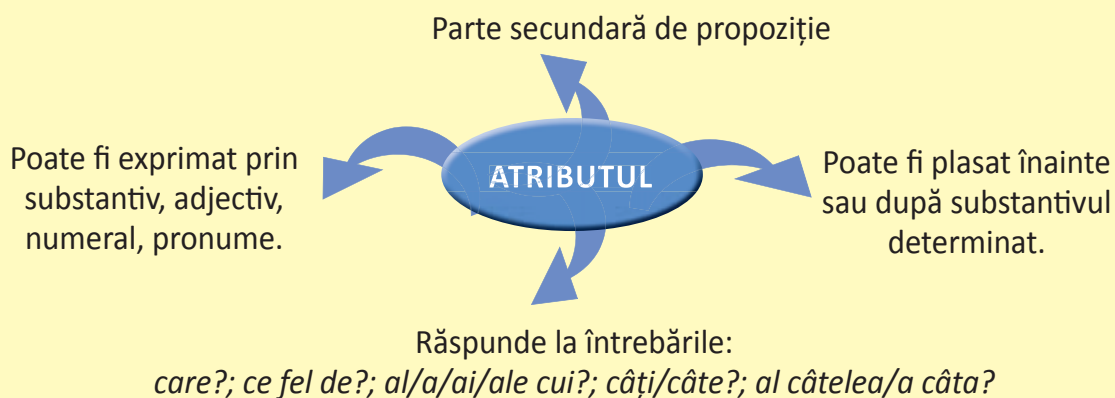 Parte secundară de propoziție
Poate fi exprimat prin
substantiv, adjectiv,
numeral, pronume.
ATRIBUTUL
Poate fi plasat înainte
sau după substantivul
determinat.
Răspunde la întrebările:
care?; ce fel de?; al/a/ai/ale cui?; câți/câte?; al câtelea/a câta?